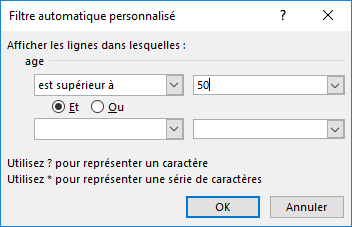 Filtre automatique personnalisé ? ×
Afficher les lignes dans lesquelles :
age
est supérieur à 50
Et Ou
Utilisez ? pour représenter un caractère
Utilisez * pour représenter une série de caractères
OK Annuler